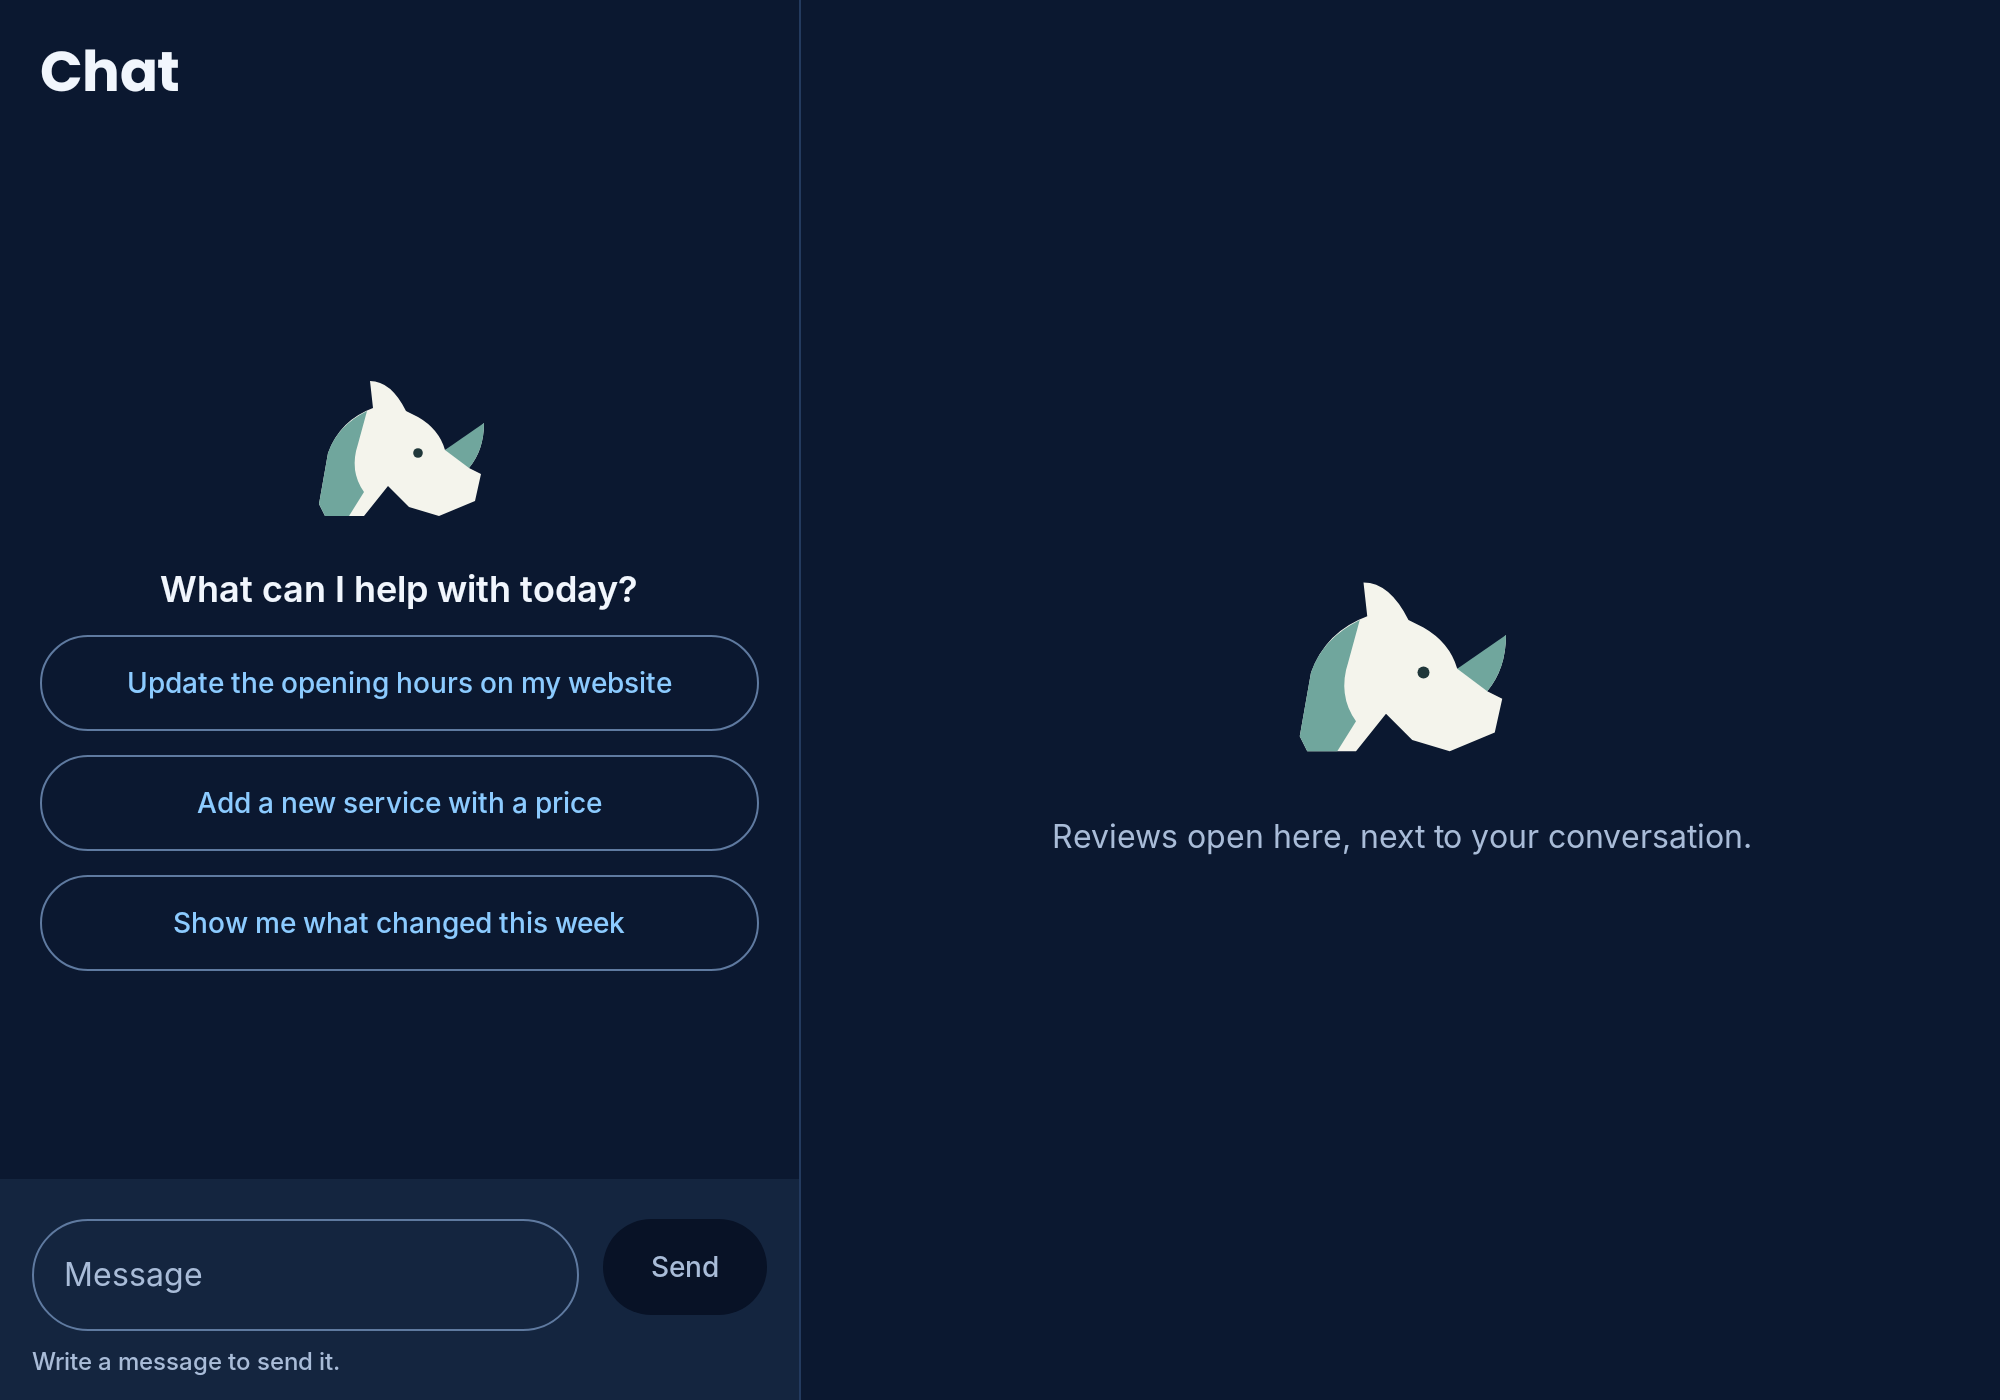 Chat
What can I help with today?
Update the opening hours on my website
Add a new service with a price
Show me what changed this week
Message
Send
Write a message to send it.
Reviews open here, next to your conversation.